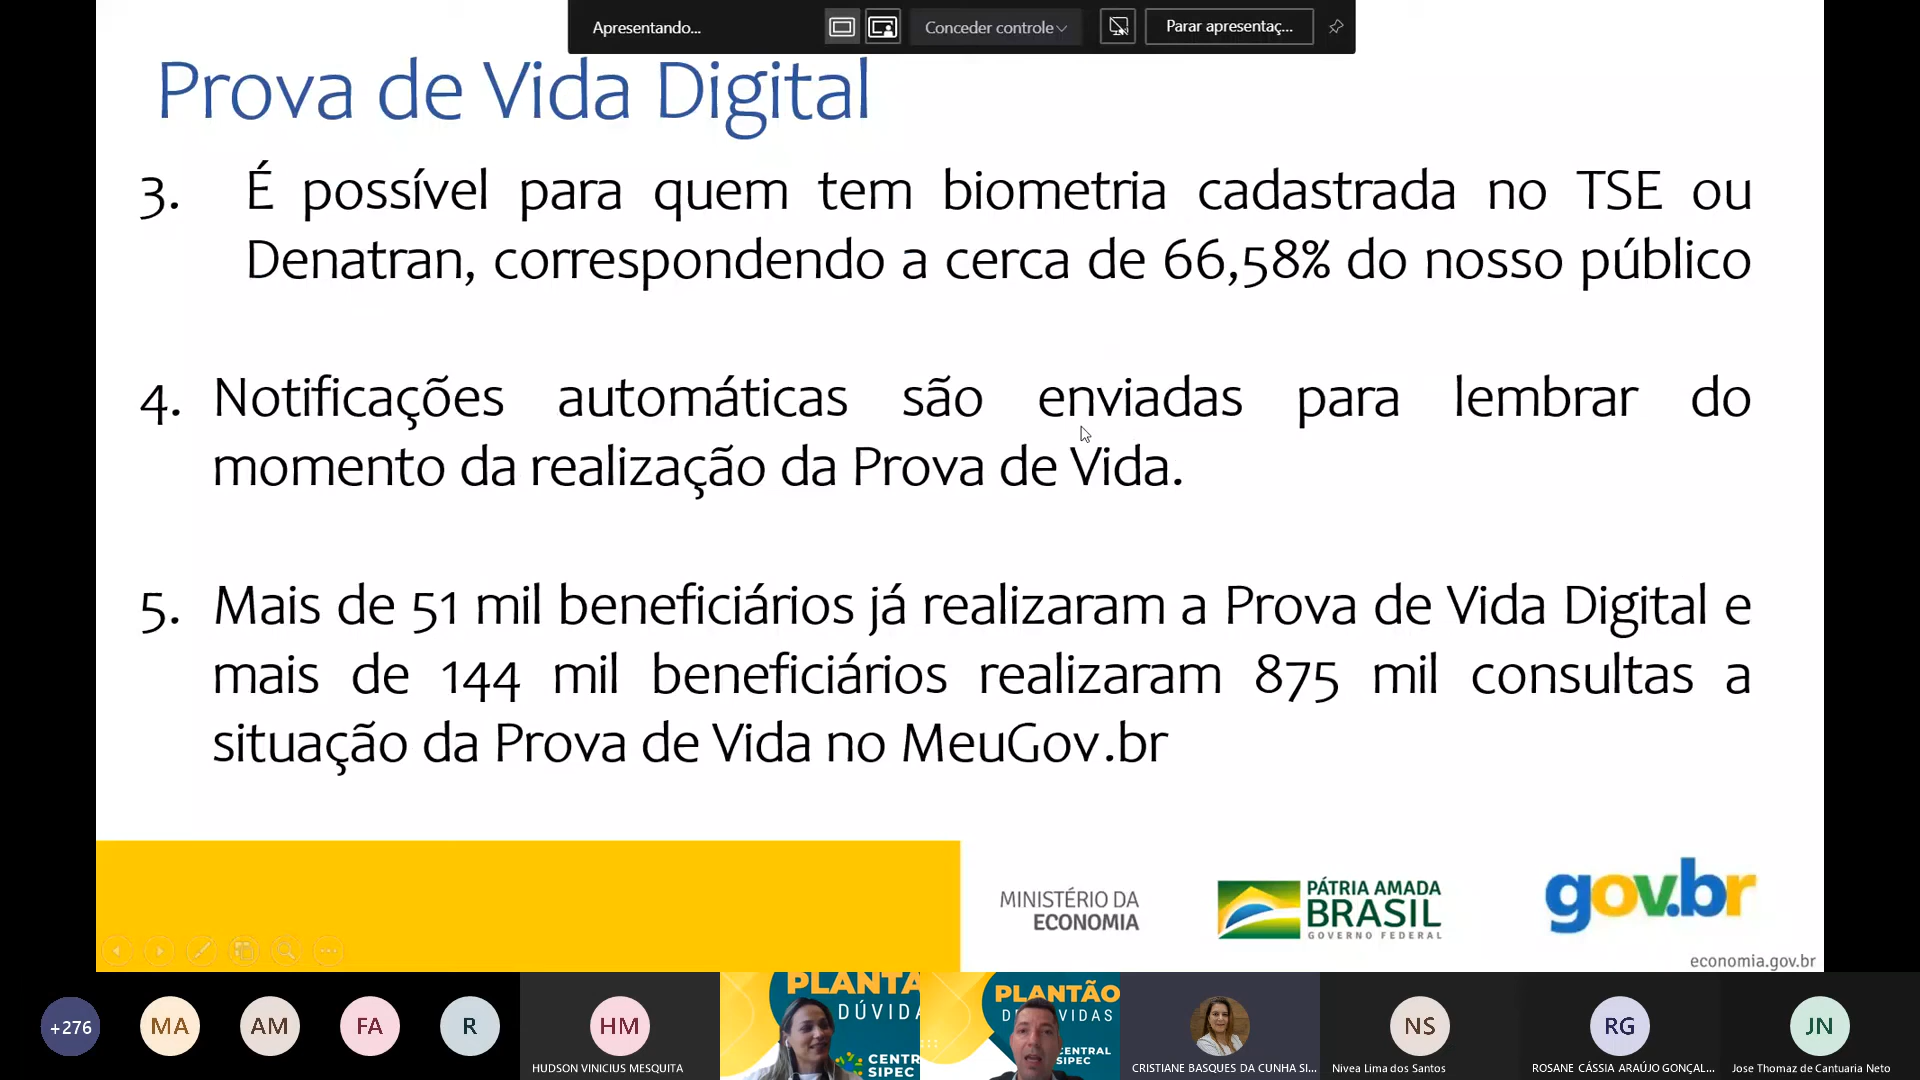 Apresentando...
Conceder controle
Parar apresentaç...
Prova de Vida Digital
3. É possível para quem tem biometria cadastrada no TSE ou
Denatran, correspondendo a cerca de 66,58% do nosso público
4. Notificações automáticas são enviadas para lembrar do
momento da realização da Prova de Vida.
5. Mais de 51 mil beneficiários já realizaram a Prova de Vida Digital e
mais de 144 mil beneficiários realizaram 875 mil consultas a
situação da Prova de Vida no MeuGov.br
MINISTÉRIO DA
ECONOMIA
PÁTRIA AMADA
BRASIL
GOVERNO FEDERAL
gov.br
economia.gov.br
+276
MA
AM
FA
R
HM
HUDSON VINICIUS MESQUITA
PLANTA
DÚVIDA
CENTR
SIPEC
PLANTÃO
D VIDAS
CENTRAL
SIPEC
CRISTIANE BASQUES DA CUNHA SI...
NS
Nivea Lima dos Santos
RG
ROSANE CÁSSIA ARAÚJO GONÇAL...
JN
Jose Thomaz de Cantuaria Neto